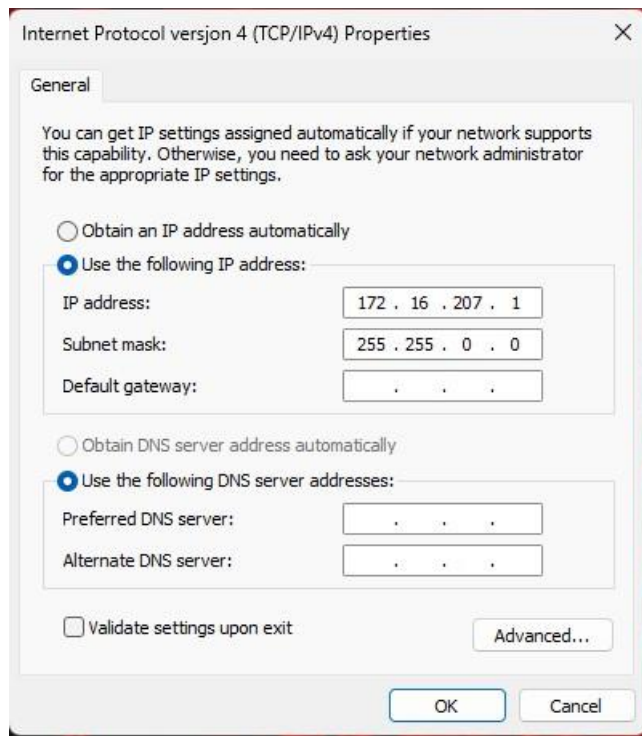 Internet Protocol versjon 4 (TCP/IPv4) Properties
General
You can get IP settings assigned automatically if your network supports
this capability. Otherwise, you need to ask your network administrator
for the appropriate IP settings.
Obtain an IP address automatically
Use the following IP address:
IP address: 172 . 16 . 207 . 1
Subnet mask: 255 . 255 . 0 . 0
Default gateway: . . .
Obtain DNS server address automatically
Use the following DNS server addresses:
Preferred DNS server: . . .
Alternate DNS server: . . .
Validate settings upon exit
Advanced...
OK Cancel